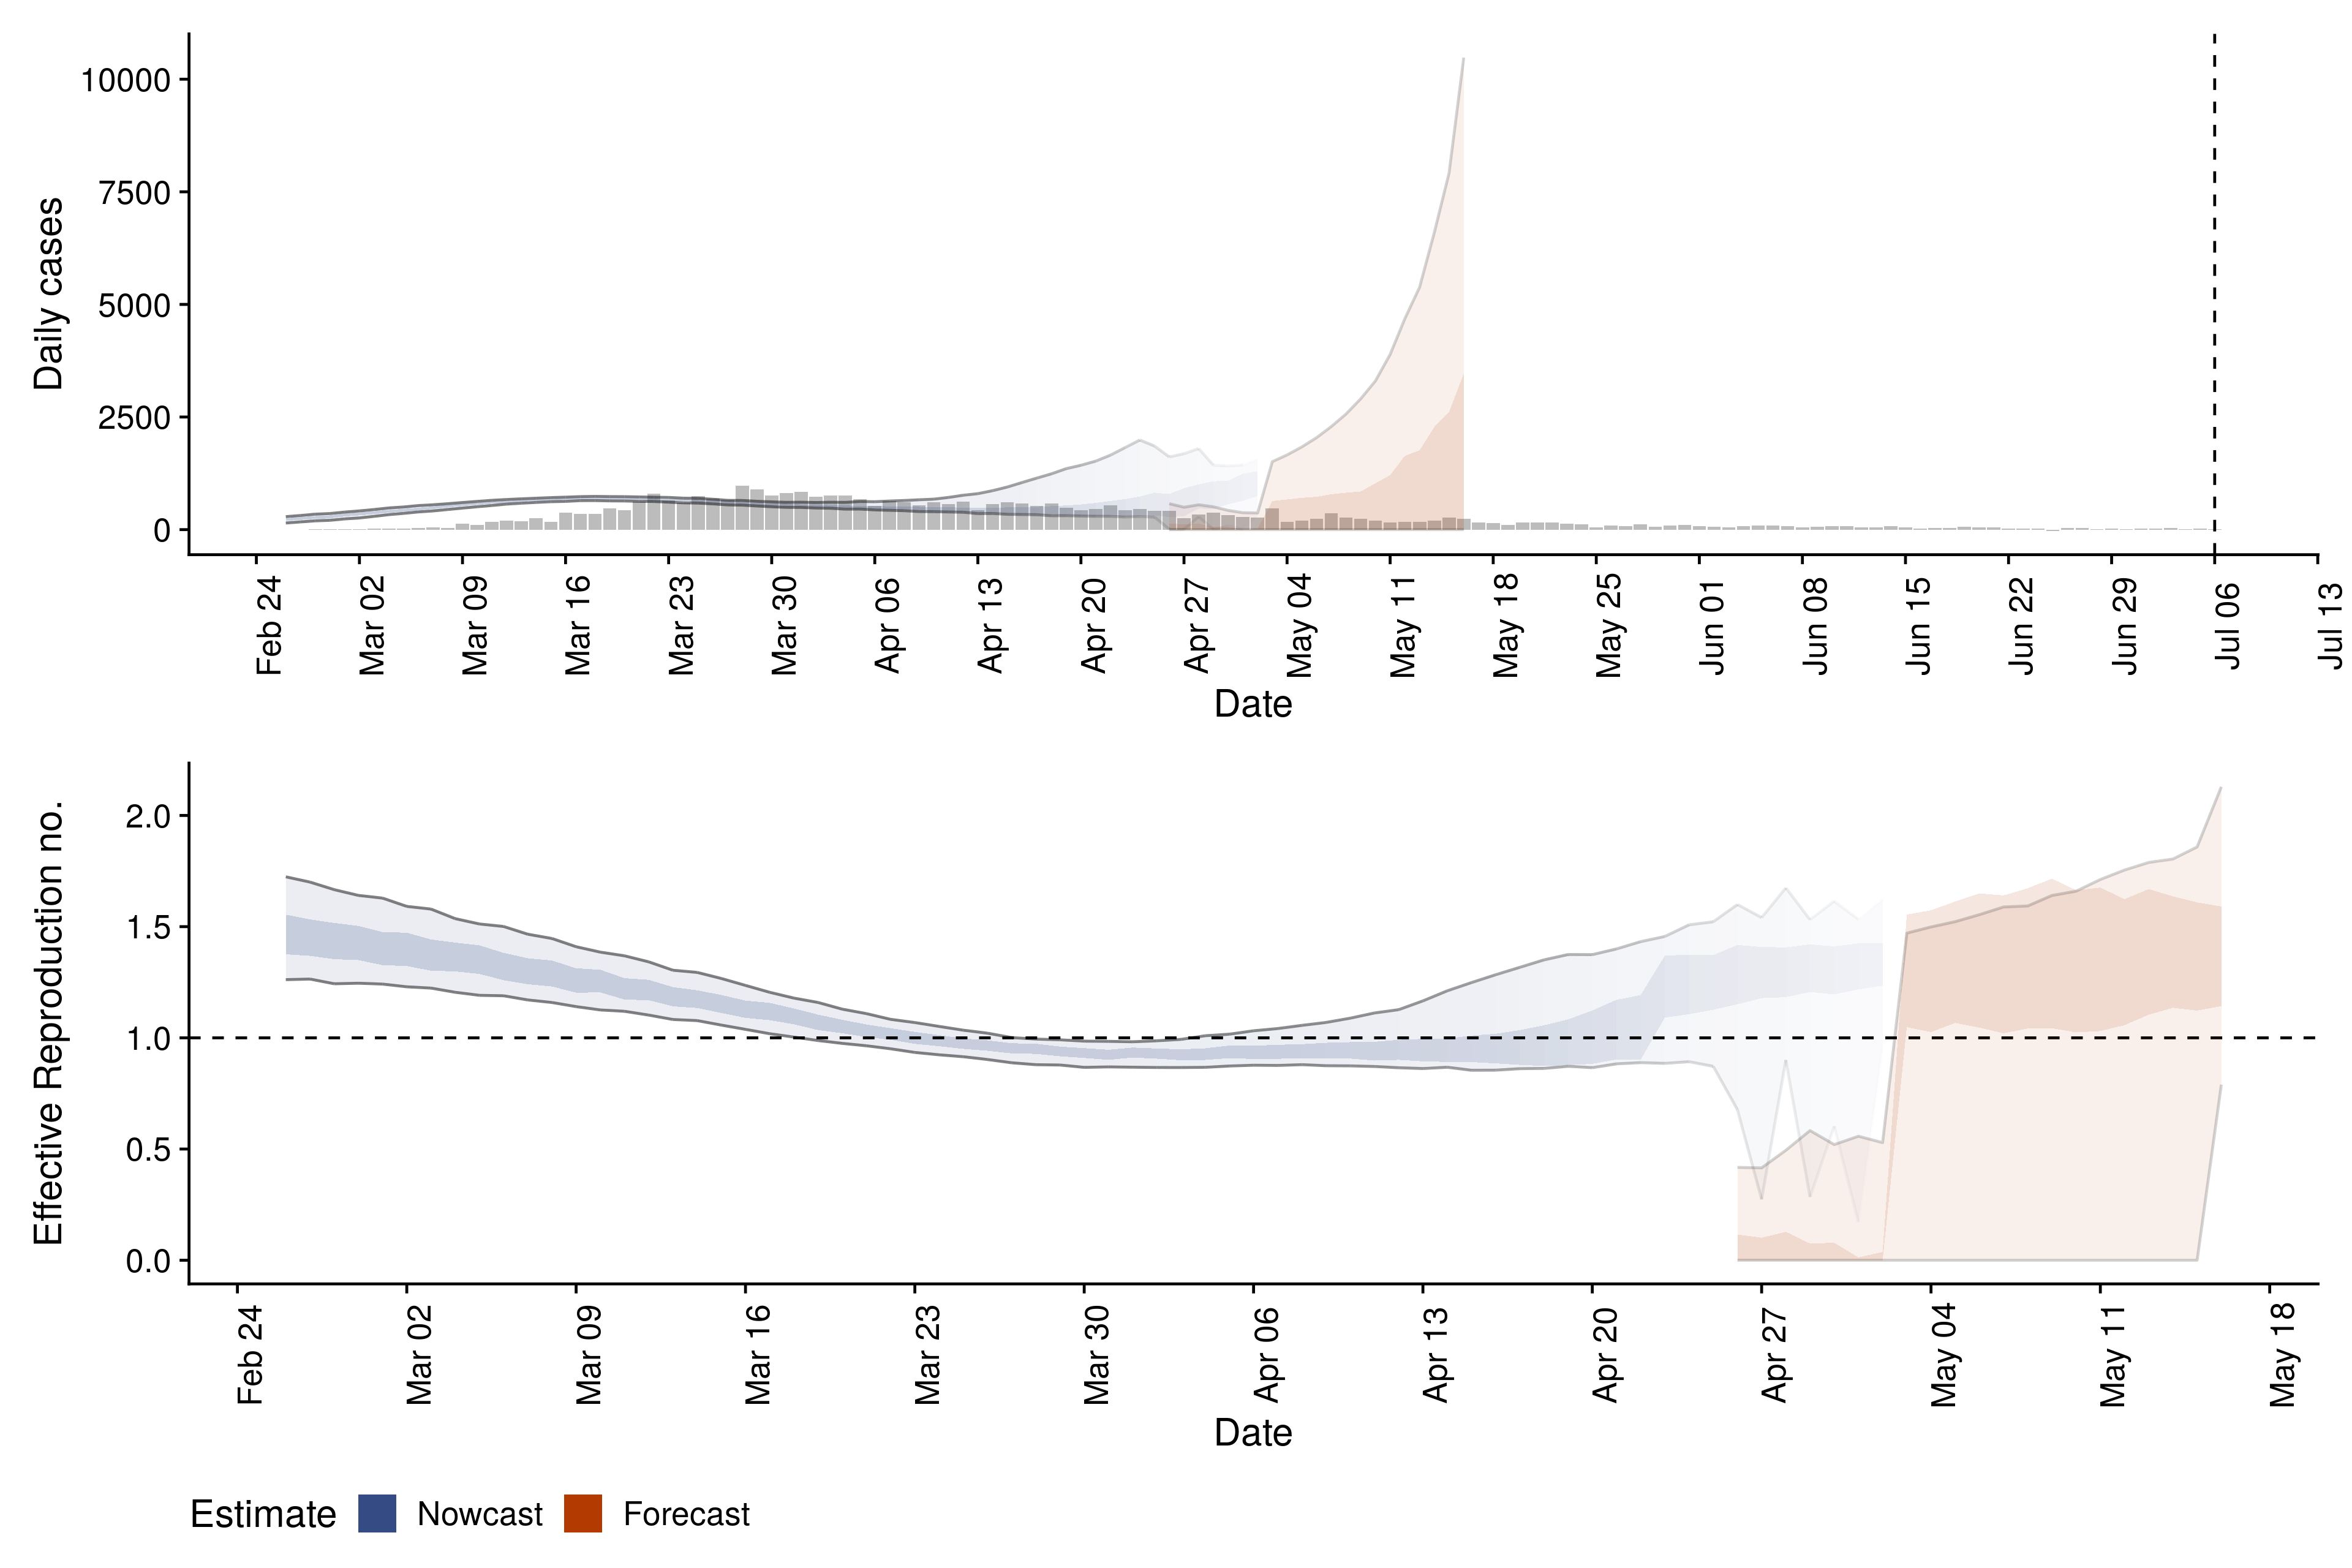 Daily cases
10000
7500
5000
2500
0
Feb 24
Mar 02
Mar 09
Mar 16
Mar 23
Mar 30
Apr 06
Apr 13
Apr 20
Apr 27
May 04
May 11
May 18
May 25
Jun 01
Jun 08
Jun 15
Jun 22
Jun 29
Jul 06
Jul 13
Date
Effective Reproduction no.
2.0
1.5
1.0
0.5
0.0
Feb 24
Mar 02
Mar 09
Mar 16
Mar 23
Mar 30
Apr 06
Apr 13
Apr 20
Apr 27
May 04
May 11
May 18
Date
Estimate Nowcast Forecast